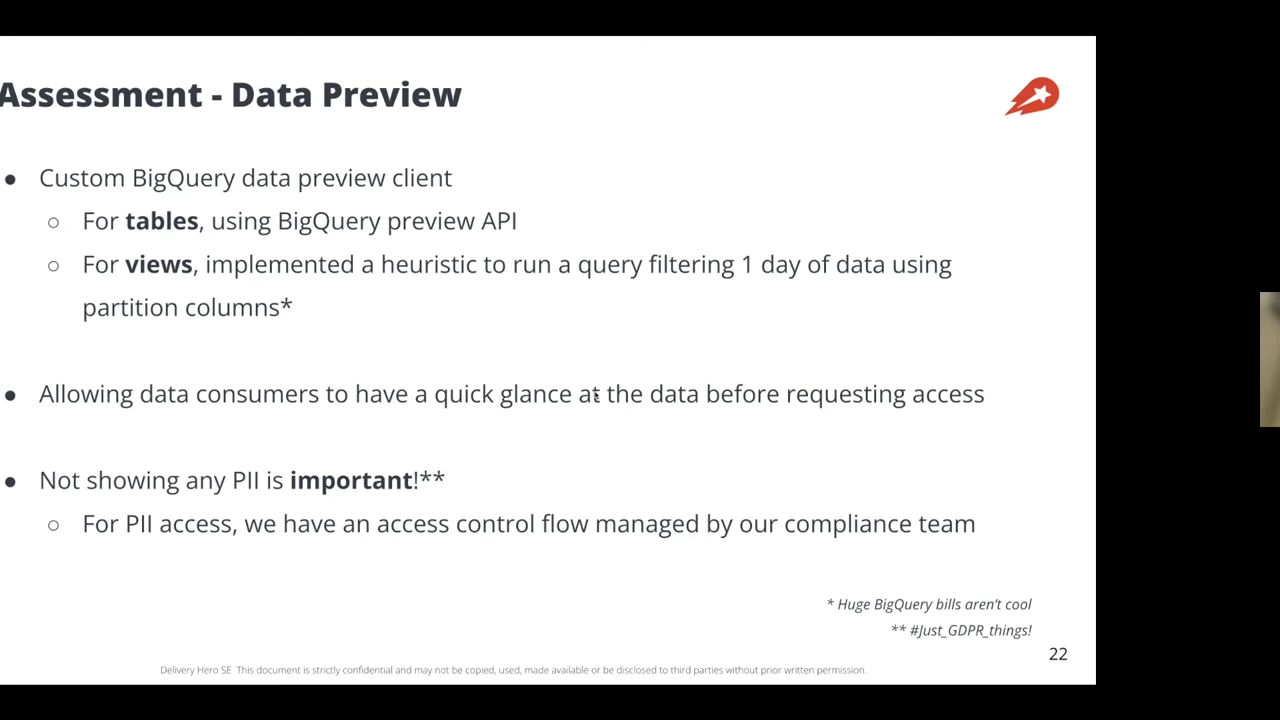 Assessment - Data Preview
● Custom BigQuery data preview client
○ For tables, using BigQuery preview API
○ For views, implemented a heuristic to run a query filtering 1 day of data using
partition columns*
● Allowing data consumers to have a quick glance at the data before requesting access
● Not showing any PII is important!**
○ For PII access, we have an access control flow managed by our compliance team
* Huge BigQuery bills aren't cool
** #Just_GDPR_things!
22
Delivery Hero SE This document is strictly confidential and may not be copied, used, made available or be disclosed to third parties without prior written permission.